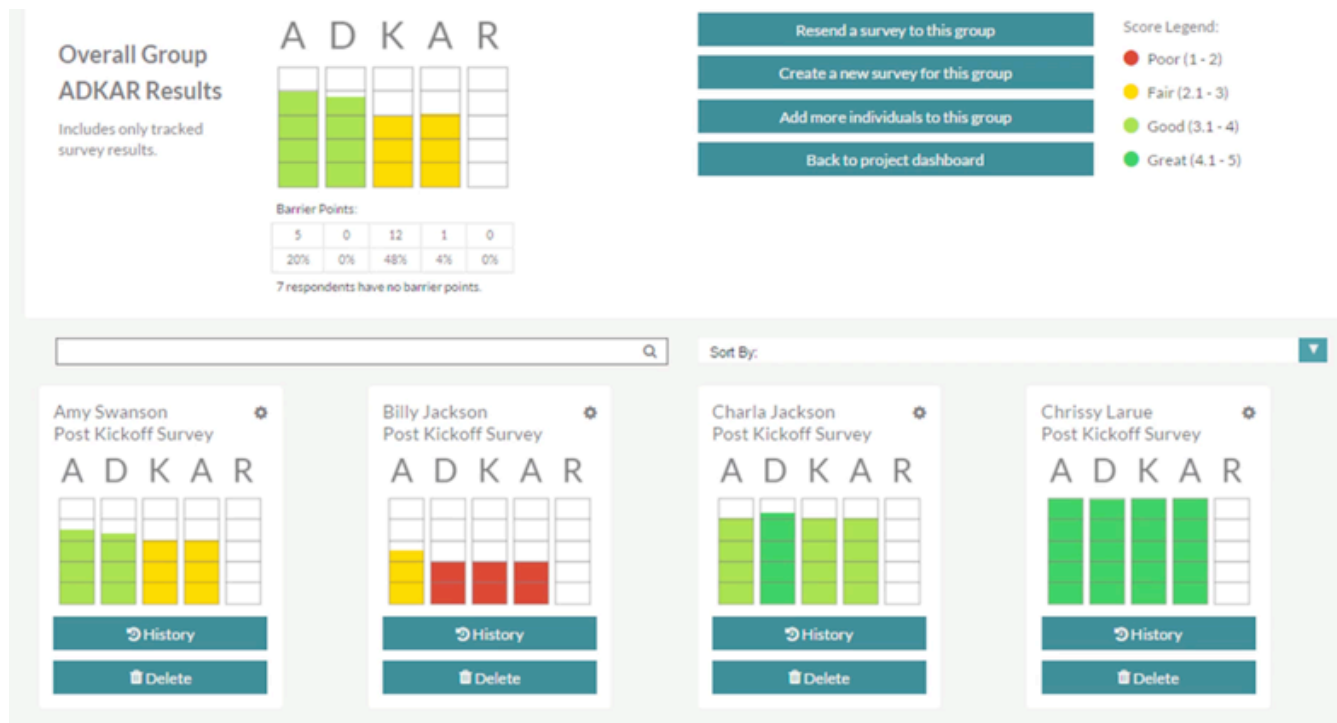 Overall Group
ADKAR Results
Includes only tracked
survey results.
A D K A R
Barrier Points:
5 0 12 1 0
20% 0% 48% 4% 0%
7 respondents have no barrier points.
Resend a survey to this group
Create a new survey for this group
Add more individuals to this group
Back to project dashboard
Score Legend:
Poor (1 - 2)
Fair (2.1 - 3)
Good (3.1 - 4)
Great (4.1 - 5)
Sort By:
Amy Swanson
Post Kickoff Survey
A D K A R
History
Delete
Billy Jackson
Post Kickoff Survey
A D K A R
History
Delete
Charla Jackson
Post Kickoff Survey
A D K A R
History
Delete
Chrissy Larue
Post Kickoff Survey
A D K A R
History
Delete